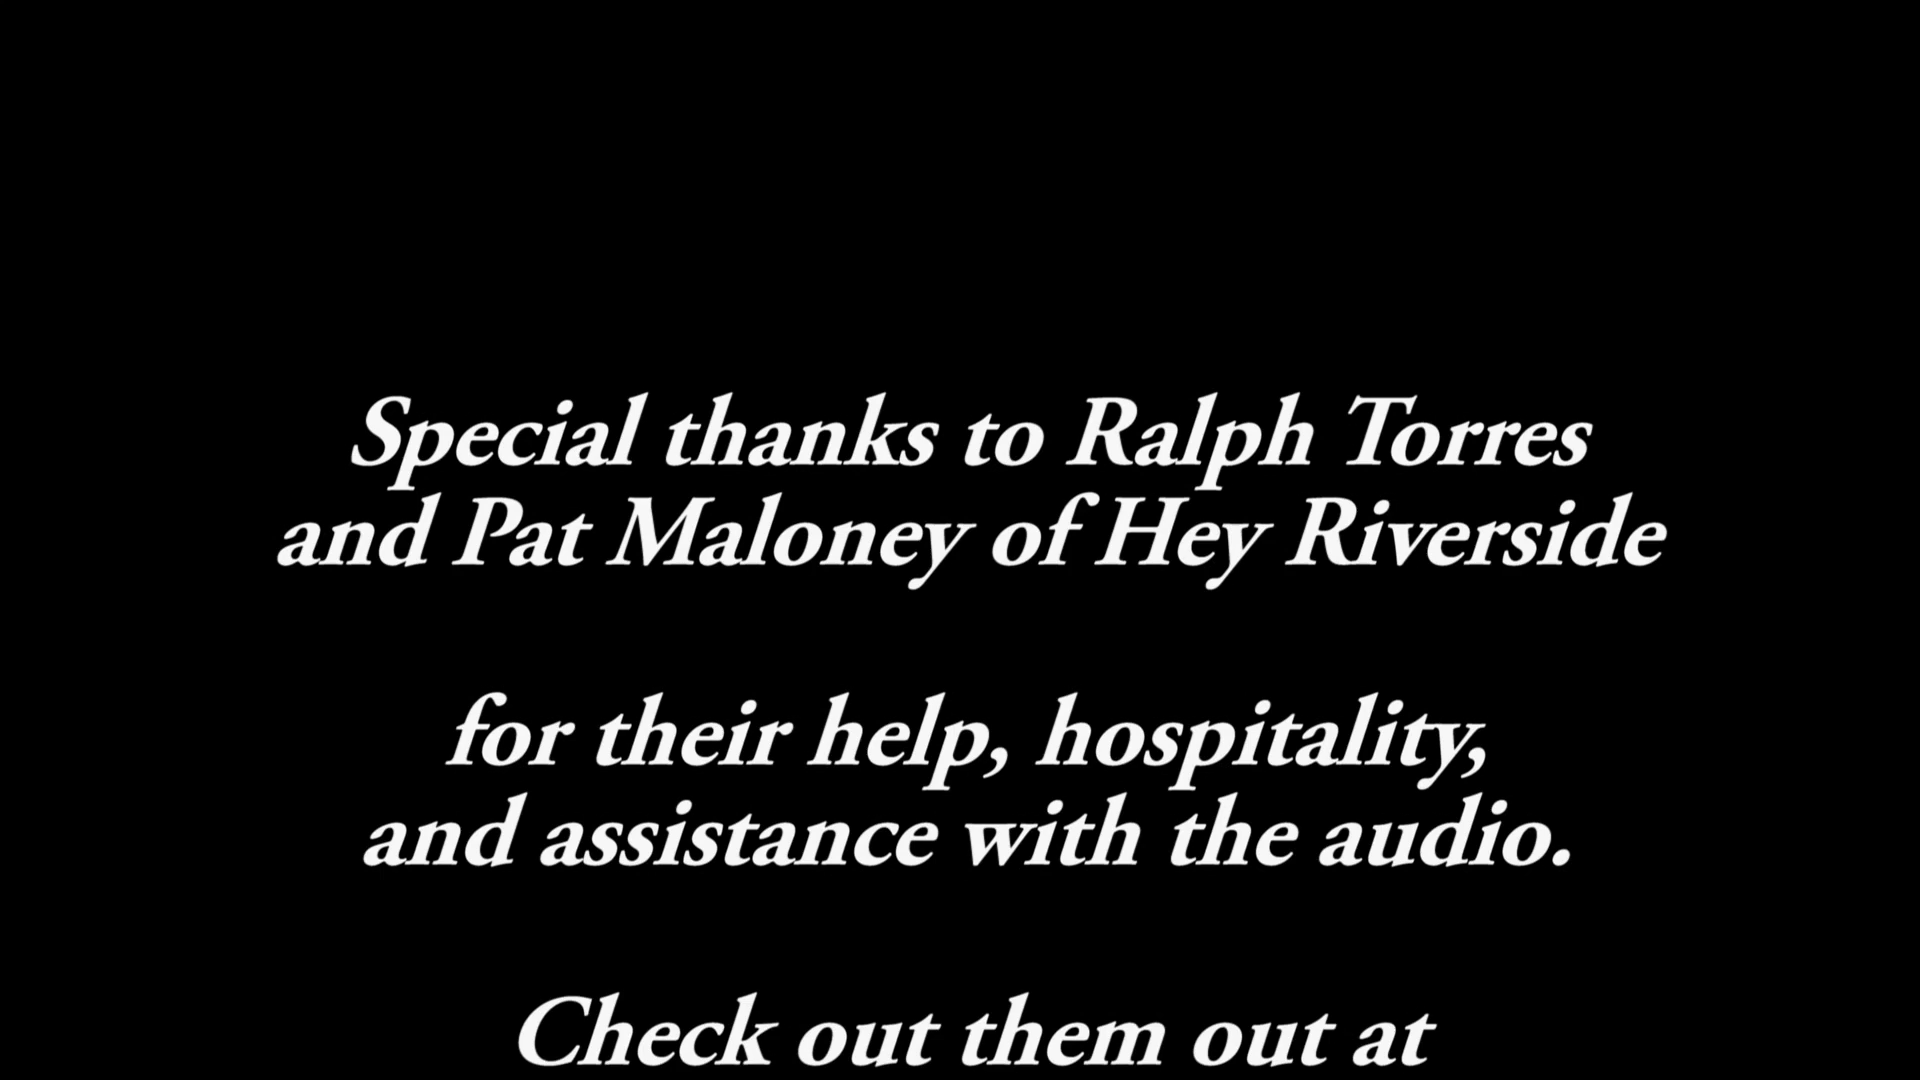 Special thanks to Ralph Torres
and Pat Maloney of Hey Riverside
for their help, hospitality,
and assistance with the audio.
Check out them out at